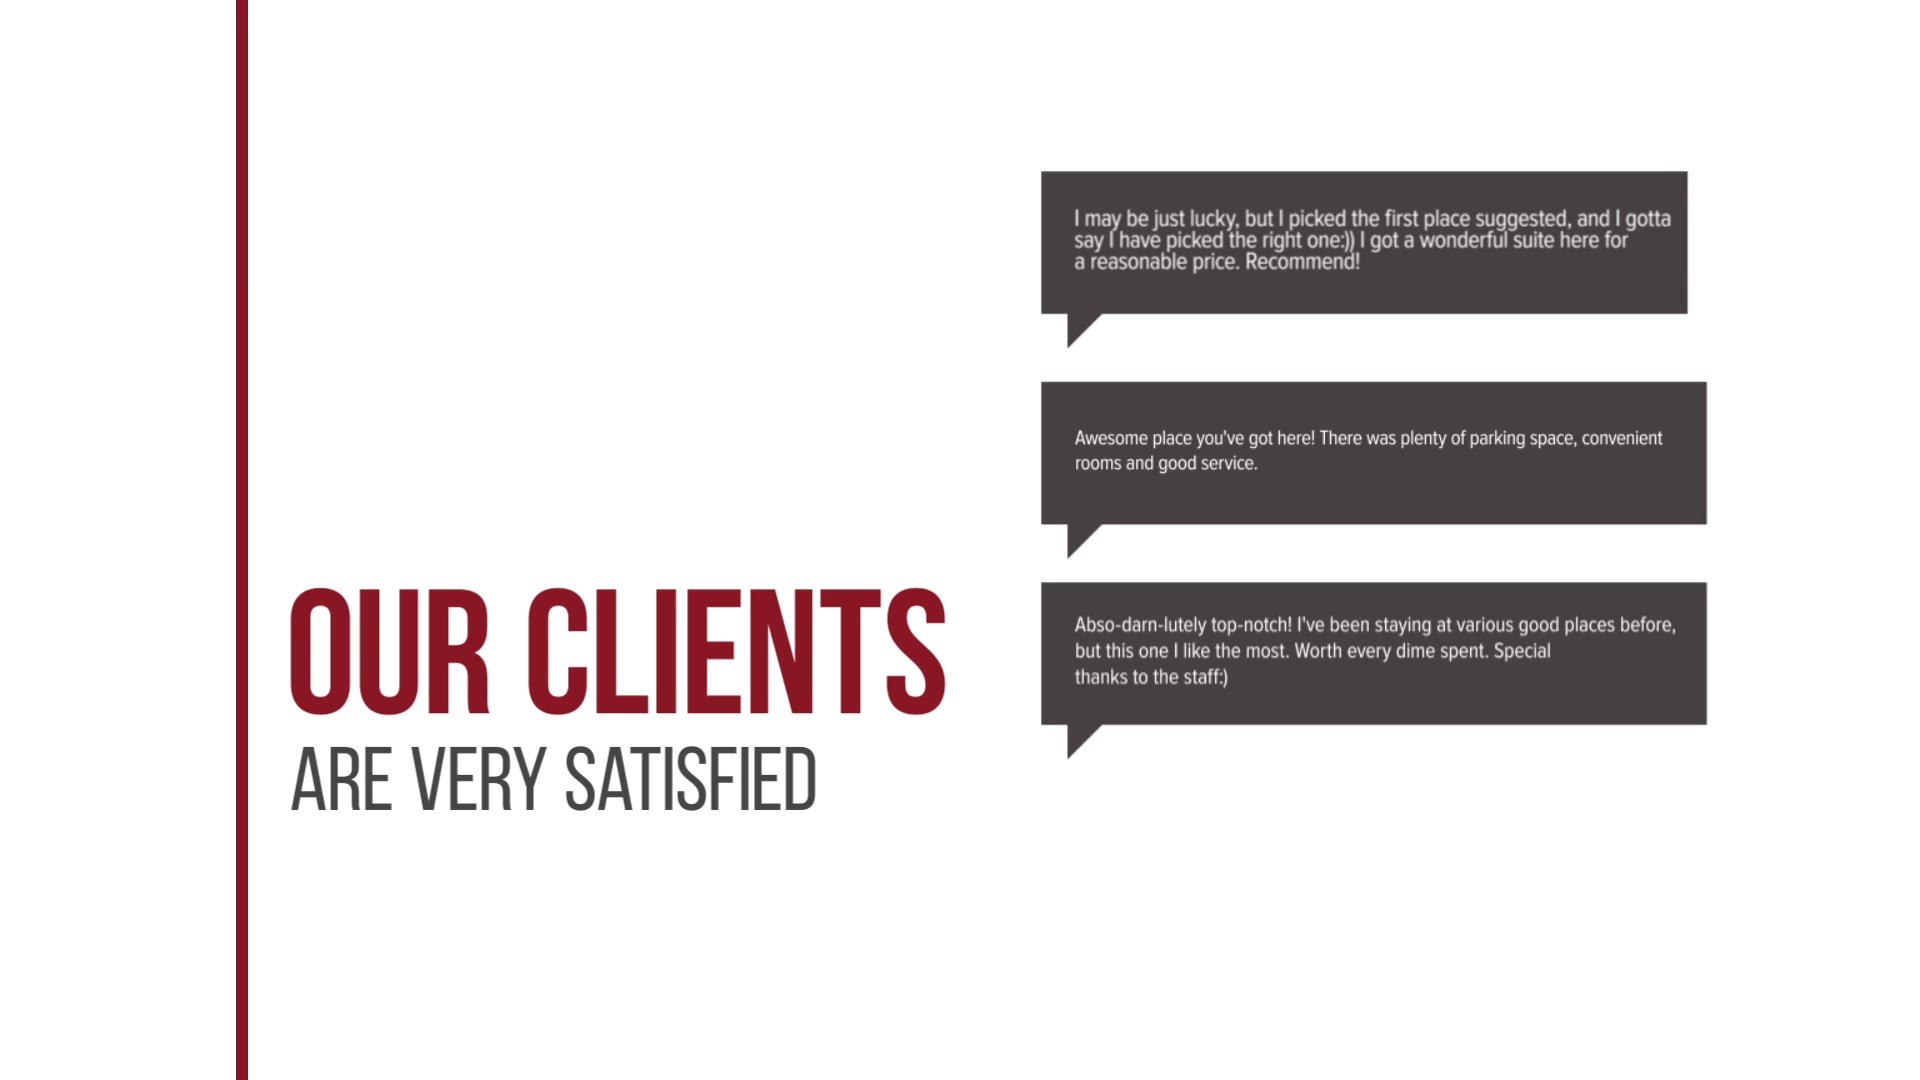 OUR CLIENTS
ARE VERY SATISFIED
I may be just lucky, but I picked the first place suggested, and I gotta
say I have picked the right one:)) I got a wonderful suite here for
a reasonable price. Recommend!
Awesome place you've got here! There was plenty of parking space, convenient
rooms and good service.
Abso-darn-lutely top-notch! I've been staying at various good places before,
but this one I like the most. Worth every dime spent. Special
thanks to the staff:)